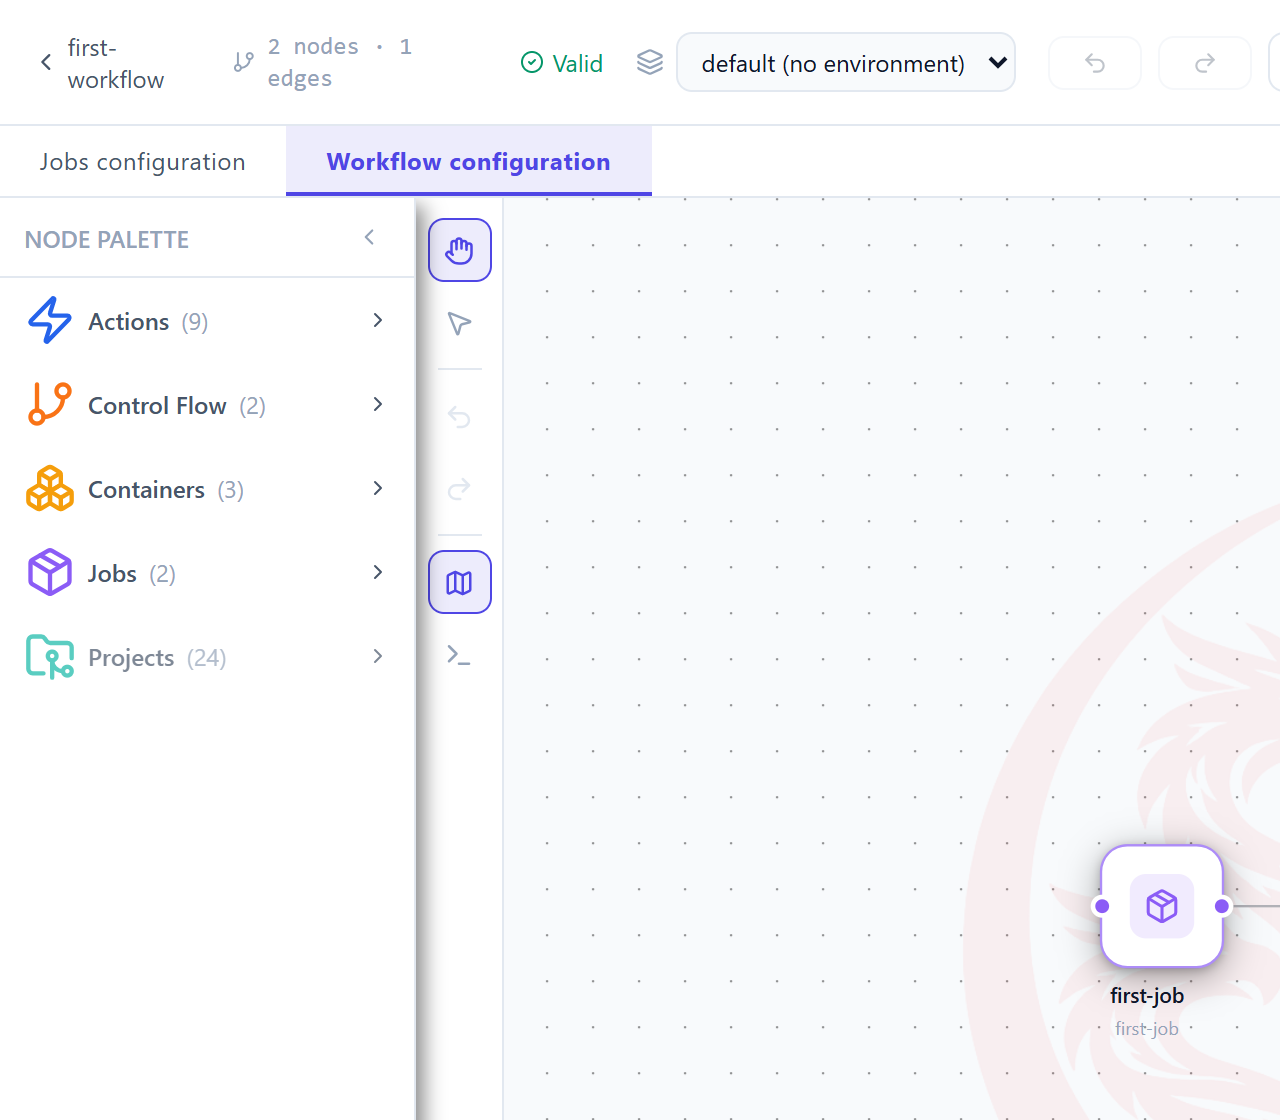 first-
workflow
2 nodes · 1
edges
Valid
default (no environment)
Jobs configuration
Workflow configuration
NODE PALETTE
Actions (9)
Control Flow (2)
Containers (3)
Jobs (2)
Projects (24)
first-job
first-job